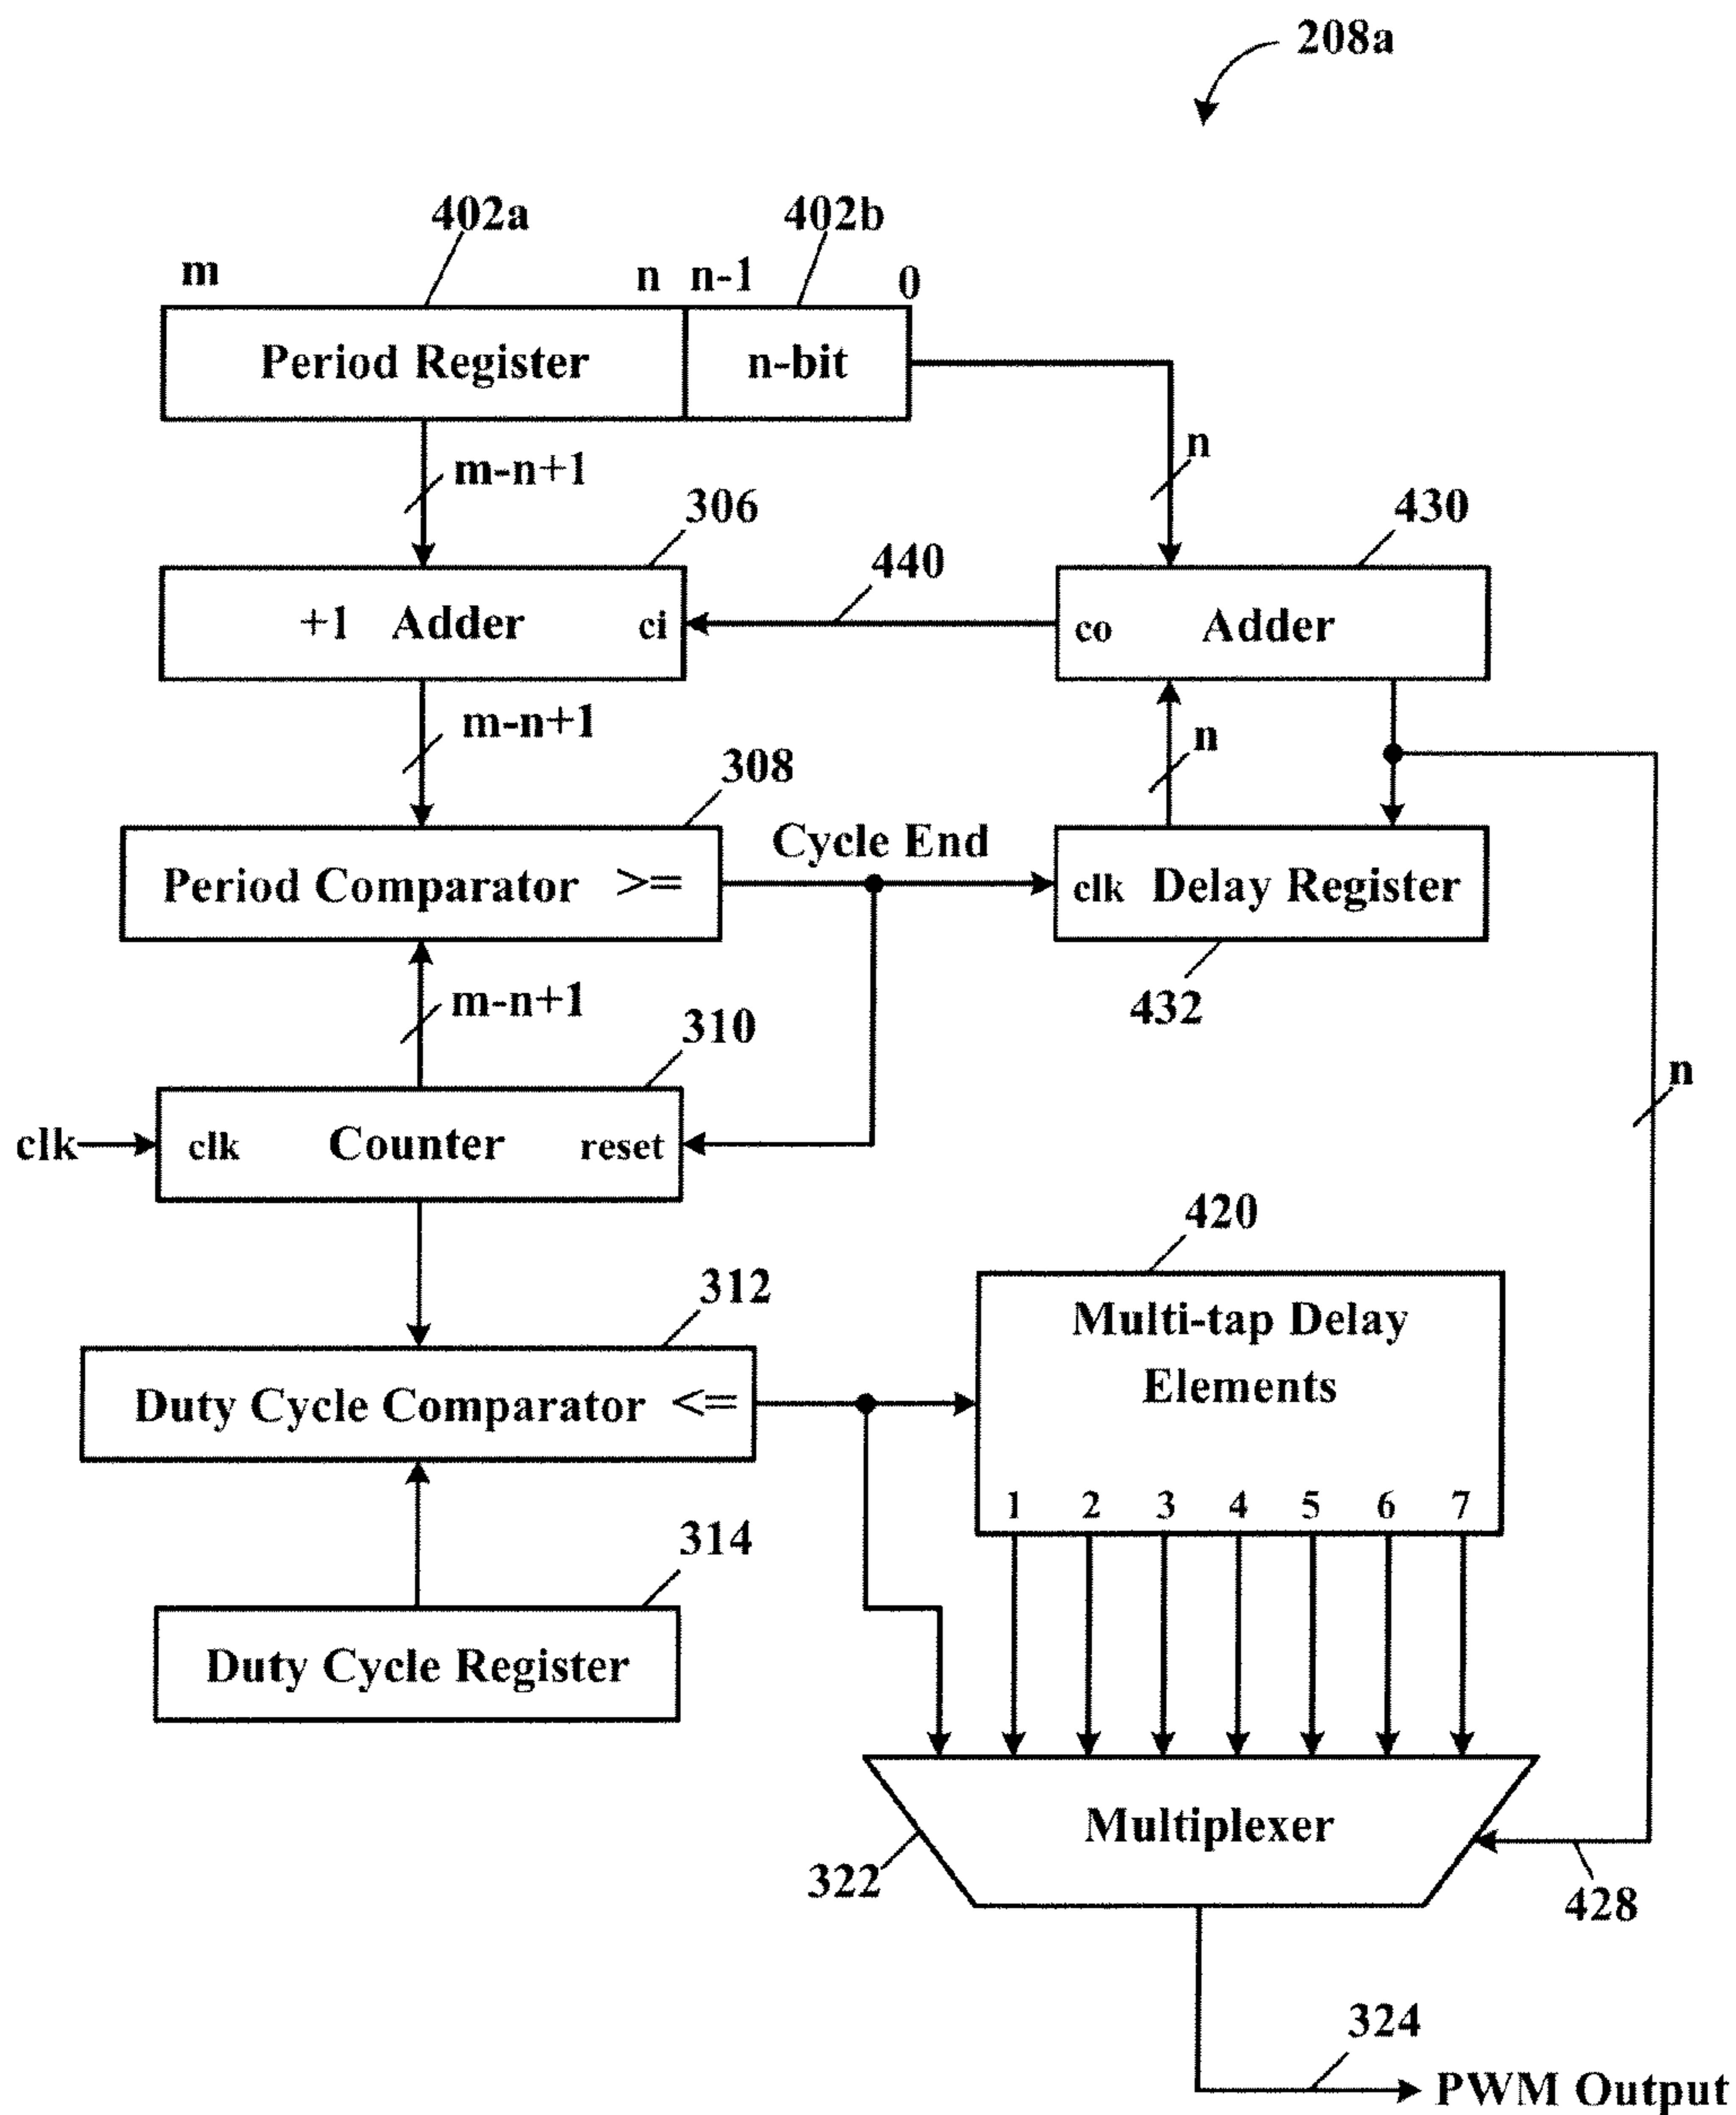 208a
402a
402b
m
n
n-1
0
Period Register
n-bit
m-n+1
n
306
440
430
+1 Adder ci
co Adder
m-n+1
n
308
Cycle End
Period Comparator >=
clk Delay Register
432
m-n+1
310
n
clk
clk Counter reset
420
312
Multi-tap Delay
Elements
Duty Cycle Comparator <=
1 2 3 4 5 6 7
314
Duty Cycle Register
Multiplexer
322
428
324
PWM Output